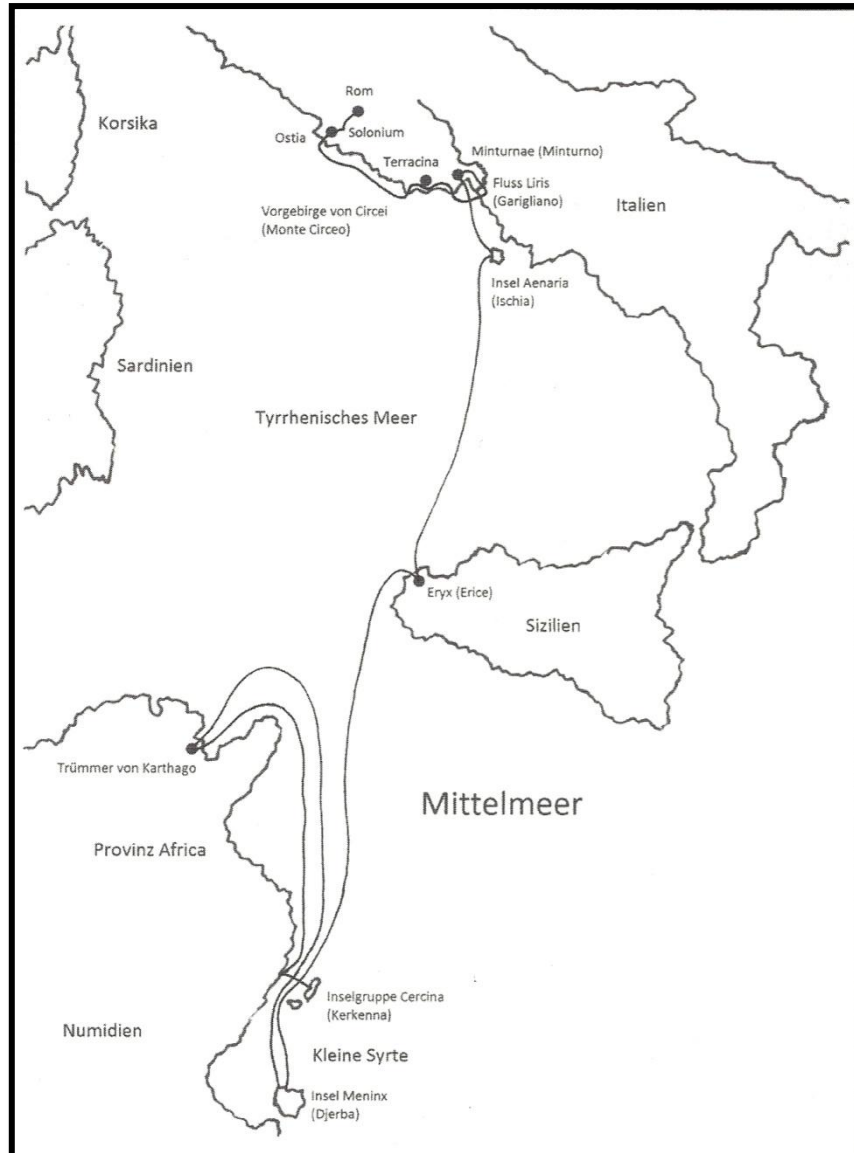 Korsika
Rom
Ostia
Solonium
Terracina
Minturnae (Minturno)
Fluss Liris
(Garigliano)
Italien
Vorgebirge von Circei
(Monte Circeo)
Insel Aenaria
(Ischia)
Sardinien
Tyrrhenisches Meer
Eryx (Erice)
Sizilien
Trümmer von Karthago
Mittelmeer
Provinz Africa
Inselgruppe Cercina
(Kerkenna)
Numidien
Kleine Syrte
Insel Meninx
(Djerba)